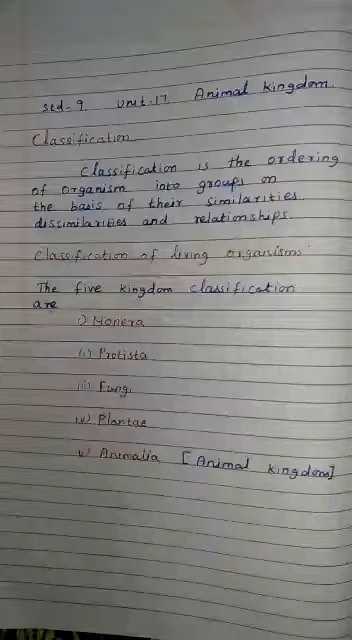 Std-9 Unit-17 Animal Kingdom.
Classification
Classification is the ordering
of organism into groups on
the basis of their similarities
dissimilarities and relationships.
Classification of living organisms
The five kingdom classification
are
i) Monera
ii) Protista
iii) Fungi
iv) Plantae
v) Animalia [Animal kingdom]